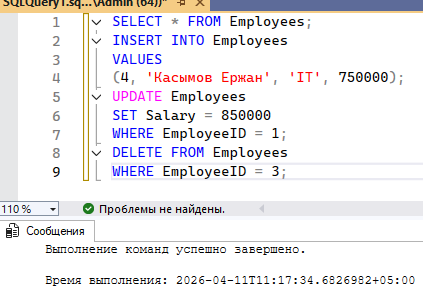 SQLQuery1.sq...\Admin (64))*
1 SELECT * FROM Employees;
2 INSERT INTO Employees
3 VALUES
4 (4, 'Касымов Ержан', 'IT', 750000);
5 UPDATE Employees
6 SET Salary = 850000
7 WHERE EmployeeID = 1;
8 DELETE FROM Employees
9 WHERE EmployeeID = 3;
110 % Проблемы не найдены.
Сообщения
Выполнение команд успешно завершено.
Время выполнения: 2026-04-11T11:17:34.6826982+05:00